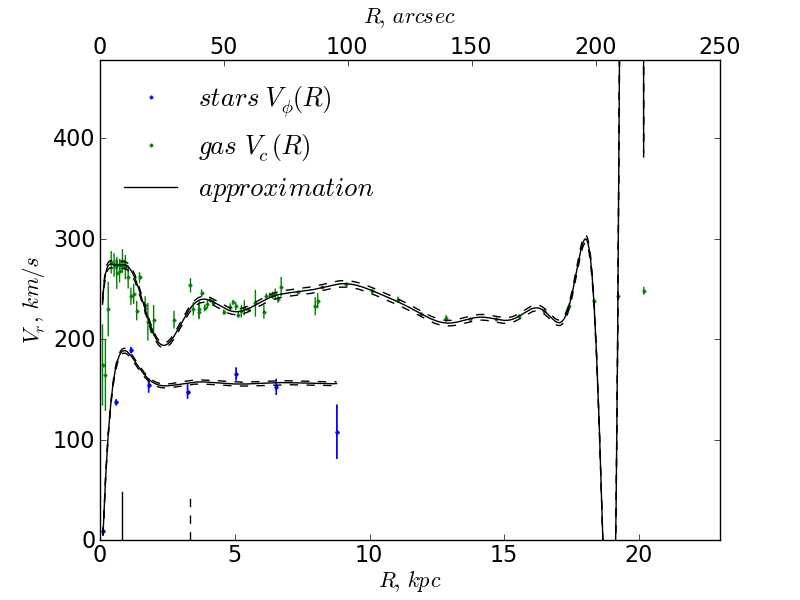 R, arcsec
0 50 100 150 200 250
stars V_ϕ(R)
gas V_c(R)
approximation
V_r, km/s
400
300
200
100
0
0 5 10 15 20
R, kpc